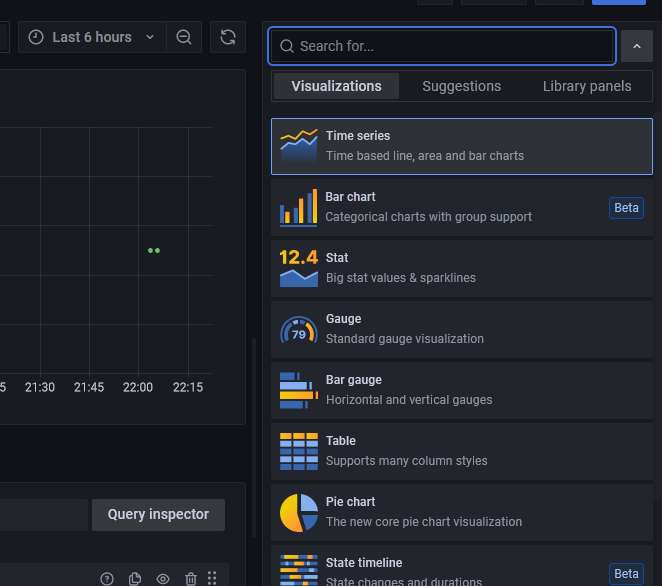 Last 6 hours
Search for...
Visualizations
Suggestions
Library panels
Time series
Time based line, area and bar charts
Bar chart
Categorical charts with group support
Beta
12.4
Stat
Big stat values & sparklines
79
Gauge
Standard gauge visualization
Bar gauge
Horizontal and vertical gauges
Table
Supports many column styles
Pie chart
The new core pie chart visualization
State timeline
State changes and durations
Beta
5 21:30 21:45 22:00 22:15
Query inspector